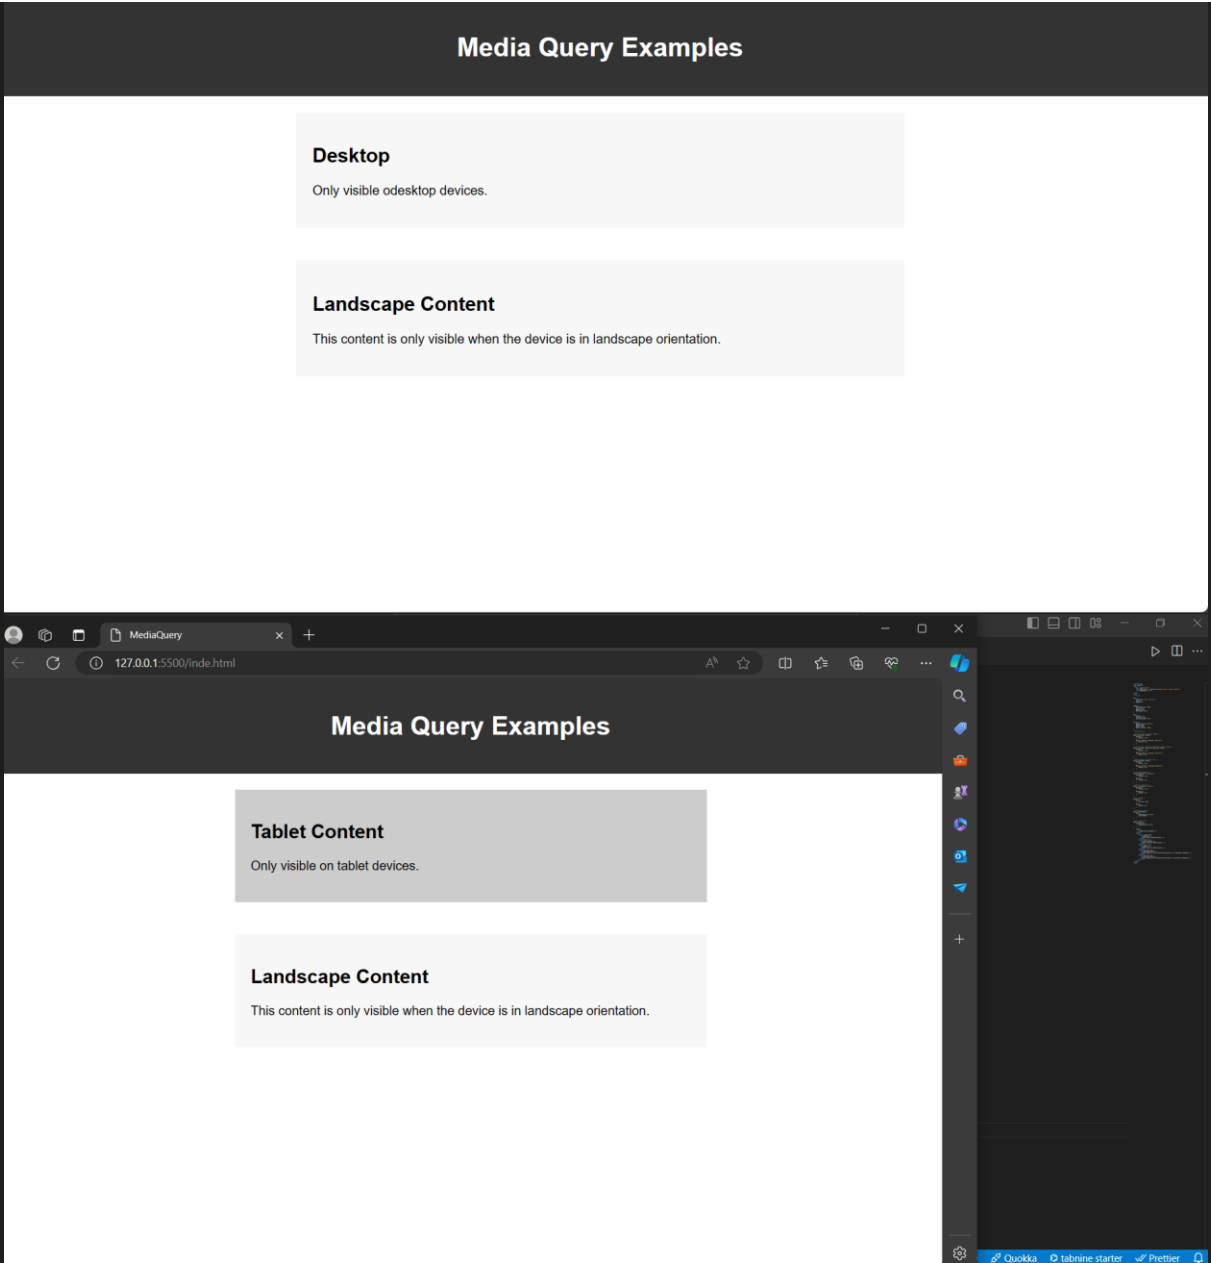 Media Query Examples
Desktop
Only visible odesktop devices.
Landscape Content
This content is only visible when the device is in landscape orientation.
MediaQuery
127.0.0.1:5500/inde.html
Media Query Examples
Tablet Content
Only visible on tablet devices.
Landscape Content
This content is only visible when the device is in landscape orientation.
Quokka tabnine starter Prettier